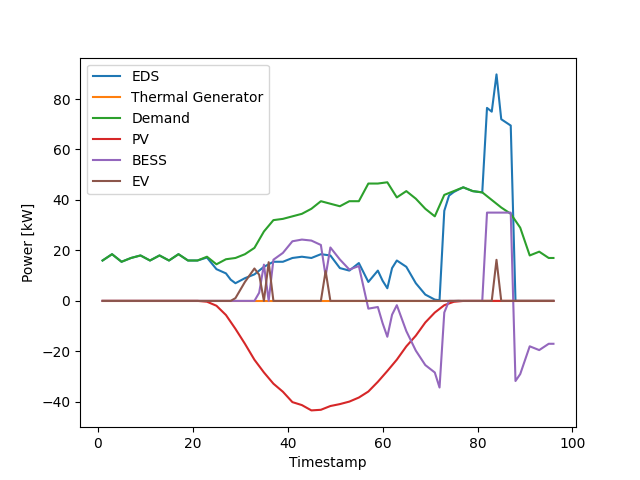 EDS
Thermal Generator
Demand
PV
BESS
EV
Power [kW]
80
60
40
20
0
−20
−40
0 20 40 60 80 100
Timestamp